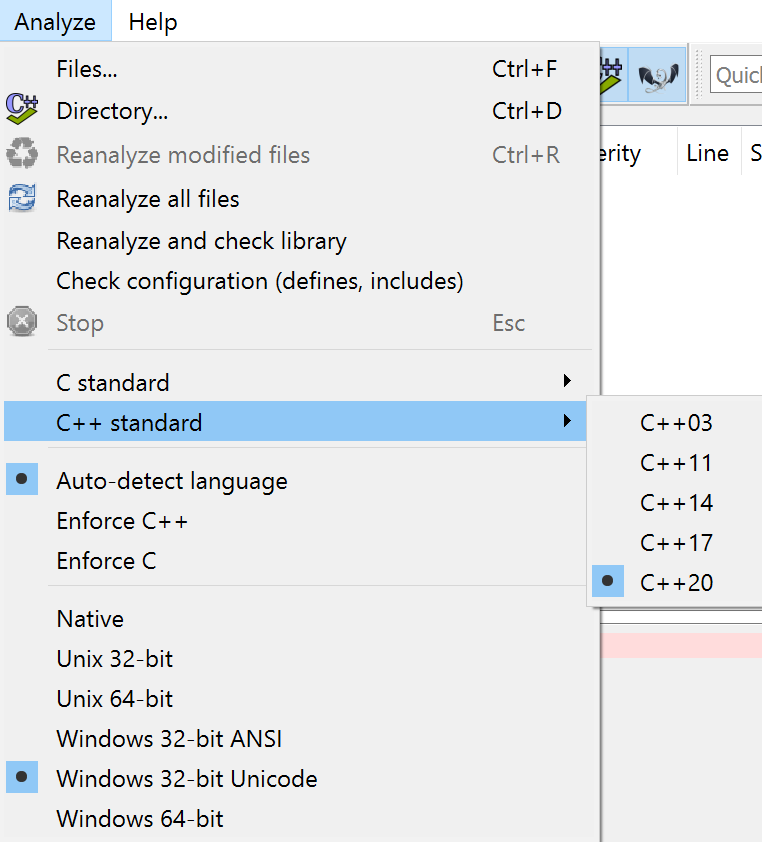 Analyze Help
Files... Ctrl+F
Directory... Ctrl+D
Reanalyze modified files Ctrl+R
Line
Reanalyze all files
Reanalyze and check library
Check configuration (defines, includes)
Stop Esc
C standard
C++ standard
C++03
C++11
C++14
C++17
C++20
Auto-detect language
Enforce C++
Enforce C
Native
Unix 32-bit
Unix 64-bit
Windows 32-bit ANSI
Windows 32-bit Unicode
Windows 64-bit